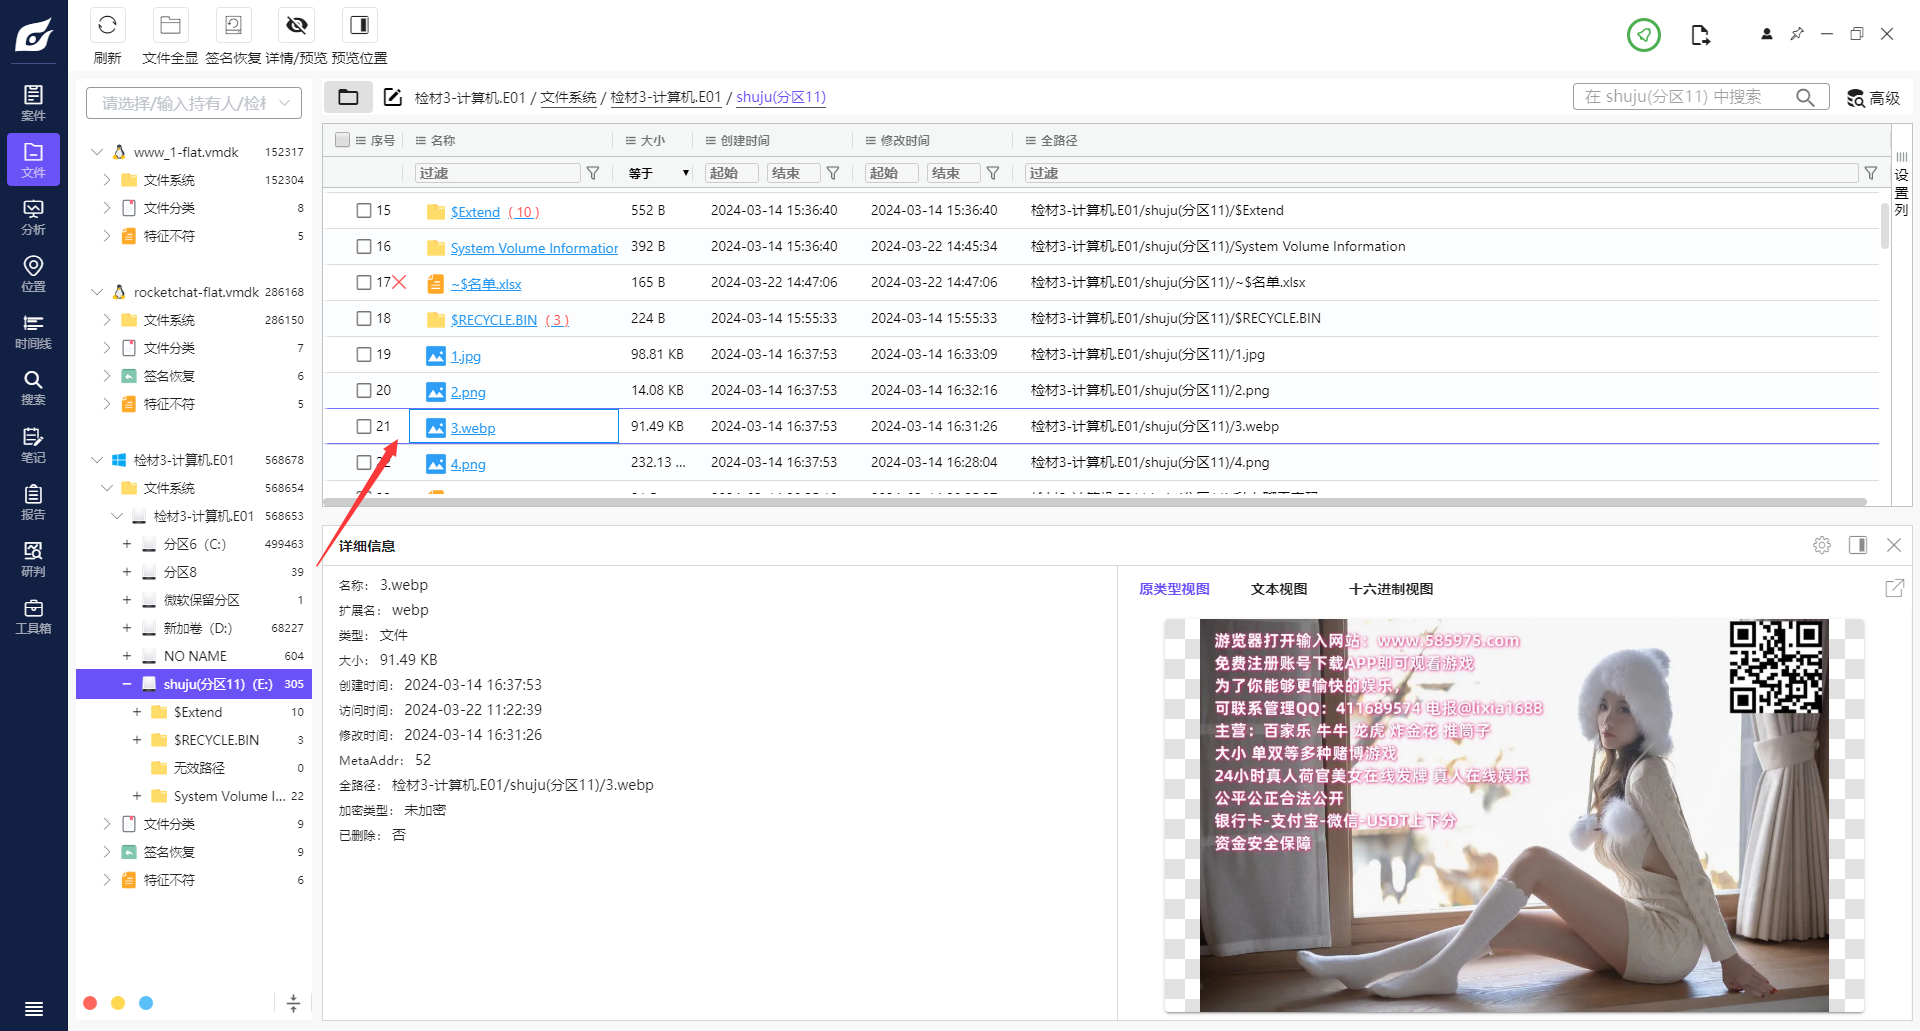 刷新
文件全显
签名恢复
详情/预览
预览位置
案件
文件
分析
位置
时间线
搜索
笔记
报告
研判
工具箱
请选择/输入持有人/检材
www_1-flat.vmdk 152317
文件系统 152304
文件分类 8
特征不符 5
rocketchat-flat.vmdk 286168
文件系统 286150
文件分类 7
签名恢复 6
特征不符 5
检材3-计算机.E01 568678
文件系统 568654
检材3-计算机.E01 568653
分区6（C:) 499463
分区8 39
微软保留分区 1
新加卷（D:) 68227
NO NAME 604
shuju(分区11)（E:) 305
$Extend 10
$RECYCLE.BIN 3
无效路径 0
System Volume I... 22
文件分类 9
签名恢复 9
特征不符 6
检材3-计算机.E01 / 文件系统 / 检材3-计算机.E01 / shuju(分区11)
在 shuju(分区11) 中搜索
高级
序号 名称 大小 创建时间 修改时间 全路径
过滤 等于 起始 结束 起始 结束 过滤
设置列
15 $Extend ( 10 ) 552 B 2024-03-14 15:36:40 2024-03-14 15:36:40 检材3-计算机.E01/shuju(分区11)/$Extend
16 System Volume Information 392 B 2024-03-14 15:36:40 2024-03-22 14:45:34 检材3-计算机.E01/shuju(分区11)/System Volume Information
17 ~$名单.xlsx 165 B 2024-03-22 14:47:06 2024-03-22 14:47:06 检材3-计算机.E01/shuju(分区11)/~$名单.xlsx
18 $RECYCLE.BIN ( 3 ) 224 B 2024-03-14 15:55:33 2024-03-14 15:55:33 检材3-计算机.E01/shuju(分区11)/$RECYCLE.BIN
19 1.jpg 98.81 KB 2024-03-14 16:37:53 2024-03-14 16:33:09 检材3-计算机.E01/shuju(分区11)/1.jpg
20 2.png 14.08 KB 2024-03-14 16:37:53 2024-03-14 16:32:16 检材3-计算机.E01/shuju(分区11)/2.png
21 3.webp 91.49 KB 2024-03-14 16:37:53 2024-03-14 16:31:26 检材3-计算机.E01/shuju(分区11)/3.webp
22 4.png 232.13 ... 2024-03-14 16:37:53 2024-03-14 16:28:04 检材3-计算机.E01/shuju(分区11)/4.png
详细信息
名称： 3.webp
扩展名： webp
类型： 文件
大小： 91.49 KB
创建时间： 2024-03-14 16:37:53
访问时间： 2024-03-22 11:22:39
修改时间： 2024-03-14 16:31:26
MetaAddr： 52
全路径： 检材3-计算机.E01/shuju(分区11)/3.webp
加密类型： 未加密
已删除： 否
原类型视图 文本视图 十六进制视图
游览器打开输入网站：www.585975.com
免费注册账号下载APP即可观看游戏
为了你能够更愉快的娱乐,
可联系管理QQ：411689574 电报@lixia1688
主营：百家乐 牛牛 龙虎 炸金花 推筒子
大小 单双等多种赌博游戏
24小时真人荷官美女在线发牌 真人在线娱乐
公平公正合法公开
银行卡-支付宝-微信-USDT上下分
资金安全保障